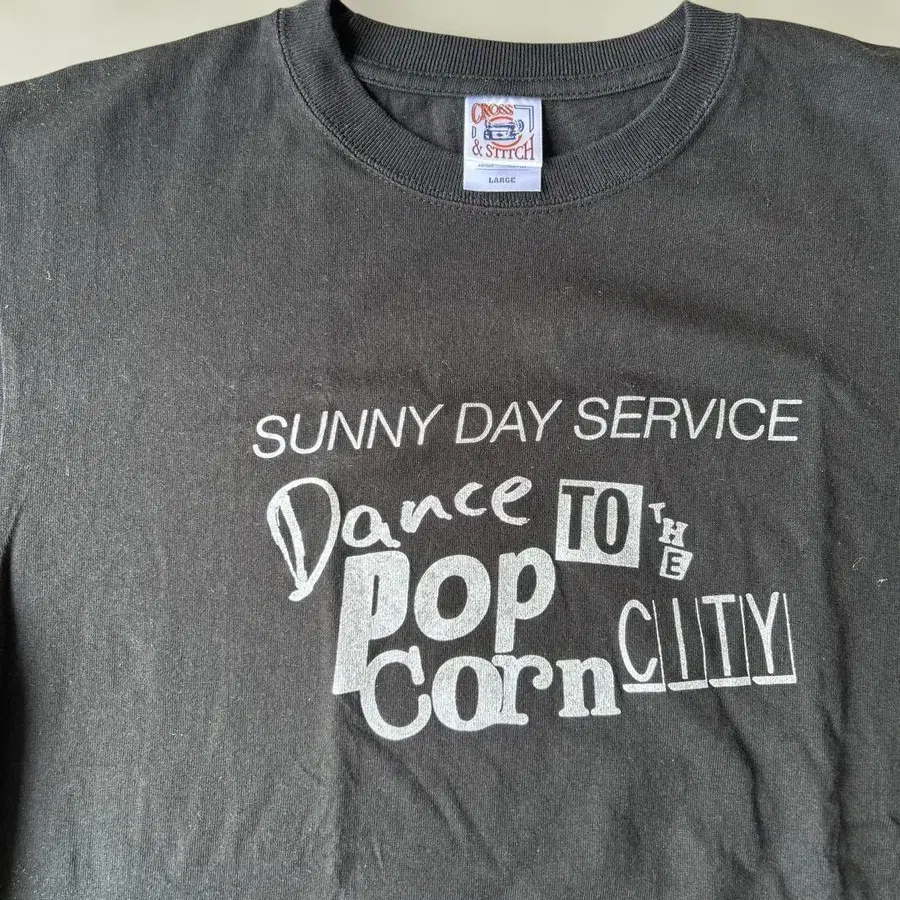 CROSS
& STITCH
LARGE
SUNNY DAY SERVICE
Dance TO THE
POP
Corn CITY